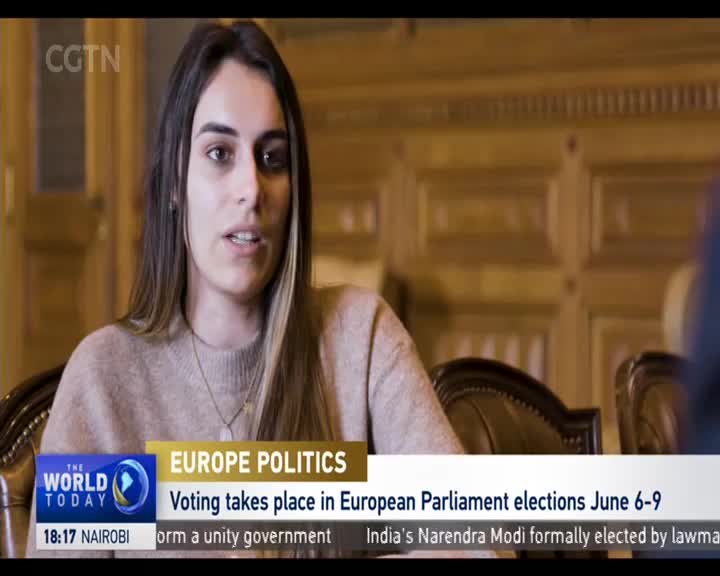 CGTN
EUROPE POLITICS
THE
WORLD
TODAY
Voting takes place in European Parliament elections June 6-9
18:17 NAIROBI
orm a unity government India's Narendra Modi formally elected by lawma